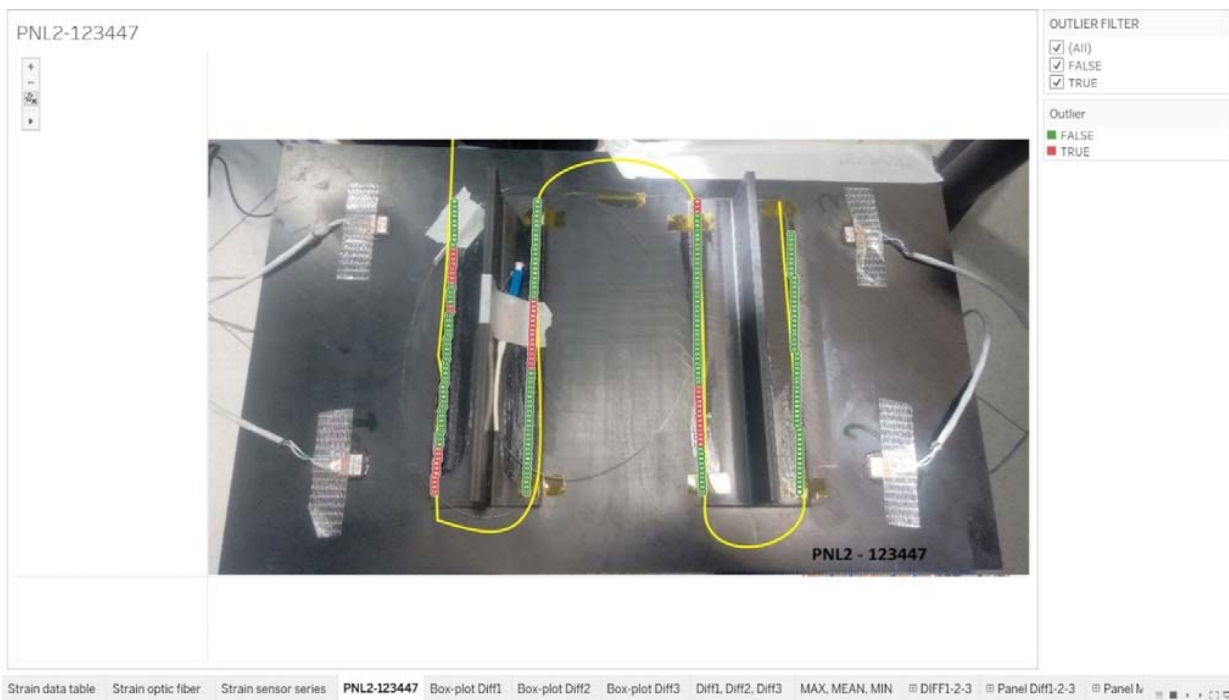 PNL2-123447
OUTLIER FILTER
(All)
FALSE
TRUE
Outlier
FALSE
TRUE
PNL2 - 123447
Strain data table
Strain optic fiber
Strain sensor series
PNL2-123447
Box-plot Diff1
Box-plot Diff2
Box-plot Diff3
Diff1, Diff2, Diff3
MAX, MEAN, MIN
DIFF1-2-3
Panel Diff1-2-3
Panel M